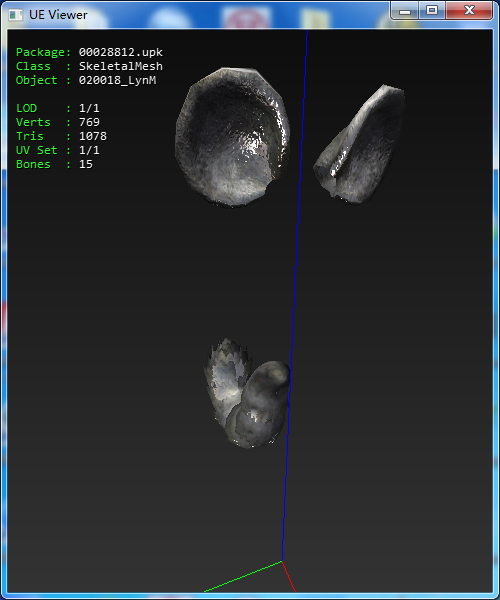 UE Viewer
Package: 00028812.upk
Class  : SkeletalMesh
Object : 020018_LynM
LOD    : 1/1
Verts  : 769
Tris   : 1078
UV Set : 1/1
Bones  : 15